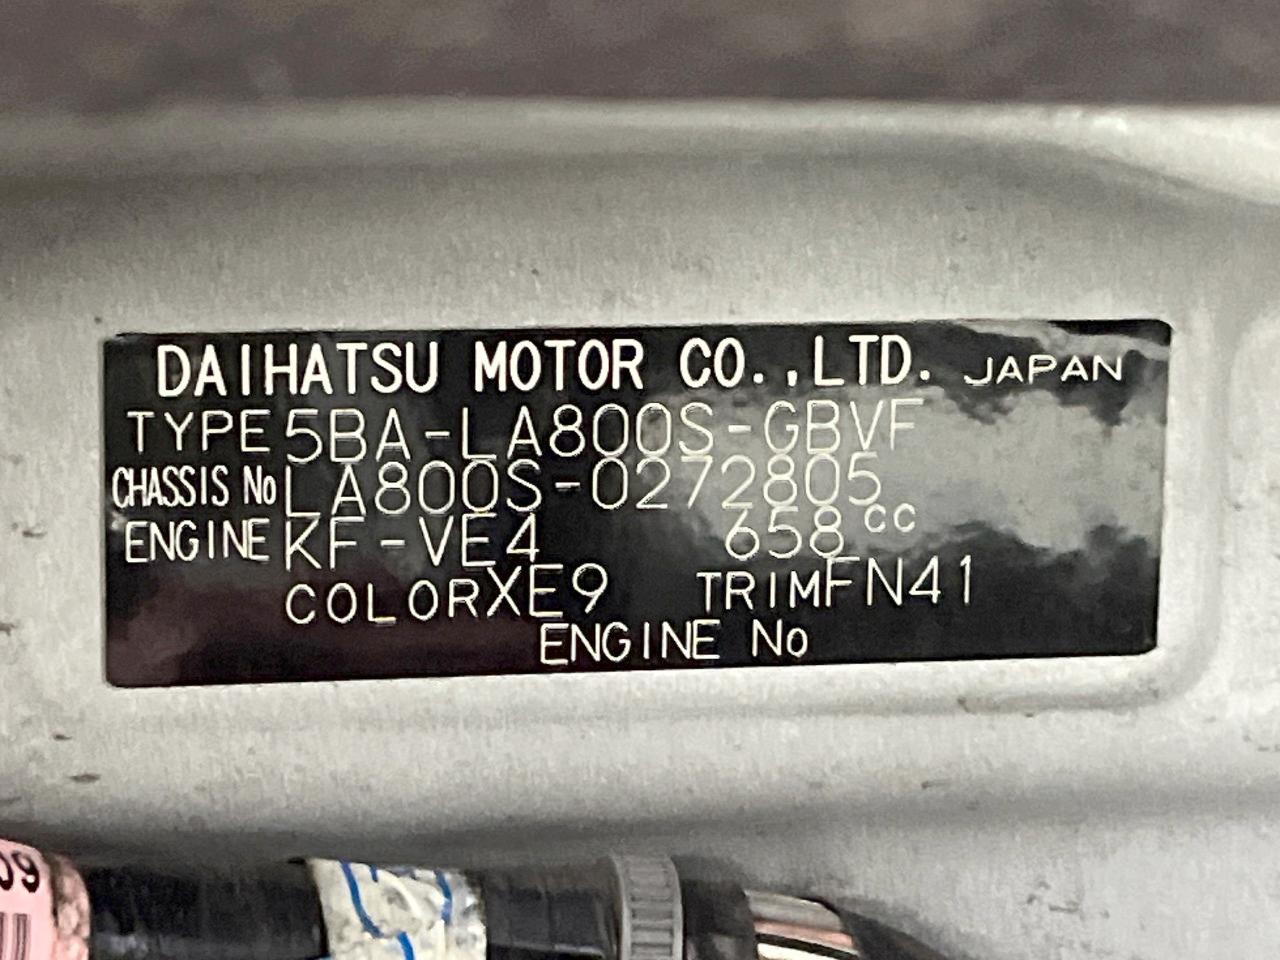 DAIHATSU MOTOR CO.,LTD. JAPAN
TYPE 5BA-LA800S-GBVF
CHASSIS No LA800S-0272805
ENGINE KF-VE4 658cc
COLOR XE9 TRIM FN41
ENGINE No
09